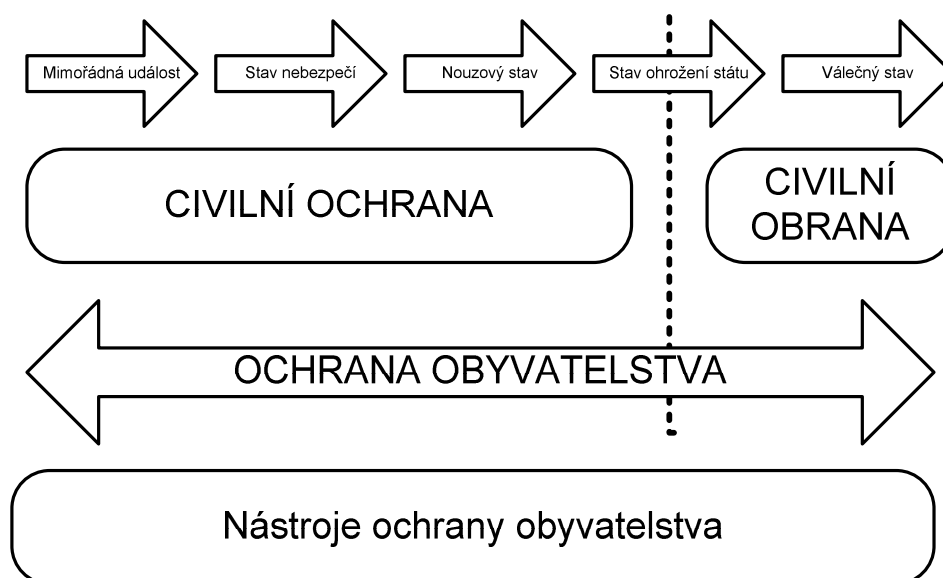 Mimořádná událost
Stav nebezpečí
Nouzový stav
Stav ohrožení státu
Válečný stav
CIVILNÍ OCHRANA
CIVILNÍ
OBRANA
OCHRANA OBYVATELSTVA
Nástroje ochrany obyvatelstva